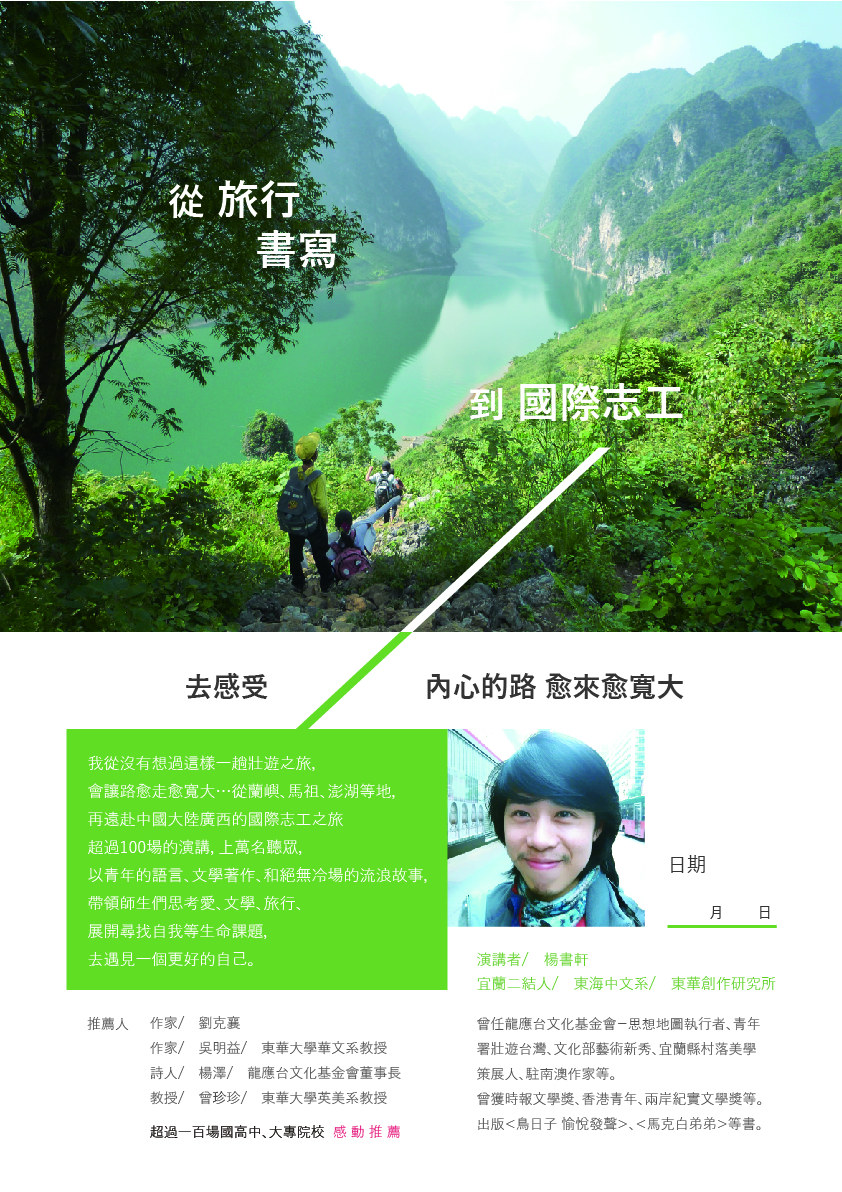 從 旅行
書寫
到 國際志工
去感受 內心的路 愈來愈寬大
我從沒有想過這樣一趟壯遊之旅,
會讓路愈走愈寬大…從蘭嶼、馬祖、澎湖等地,
再遠赴中國大陸廣西的國際志工之旅
超過100場的演講, 上萬名聽眾,
以青年的語言、文學著作、和絕無冷場的流浪故事,
帶領師生們思考愛、文學、旅行、
展開尋找自我等生命課題,
去遇見一個更好的自己。
日期
月 日
演講者/ 楊書軒
宜蘭二結人/ 東海中文系/ 東華創作研究所
推薦人 作家/ 劉克襄
作家/ 吳明益/ 東華大學華文系教授
詩人/ 楊澤/ 龍應台文化基金會董事長
教授/ 曾珍珍/ 東華大學英美系教授
超過一百場國高中、大專院校 感動推薦
曾任龍應台文化基金會–思想地圖執行者、青年
署壯遊台灣、文化部藝術新秀、宜蘭縣村落美學
策展人、駐南澳作家等。
曾獲時報文學獎、香港青年、兩岸紀實文學獎等。
出版<鳥日子 愉悅發聲>、<馬克白弟弟>等書。